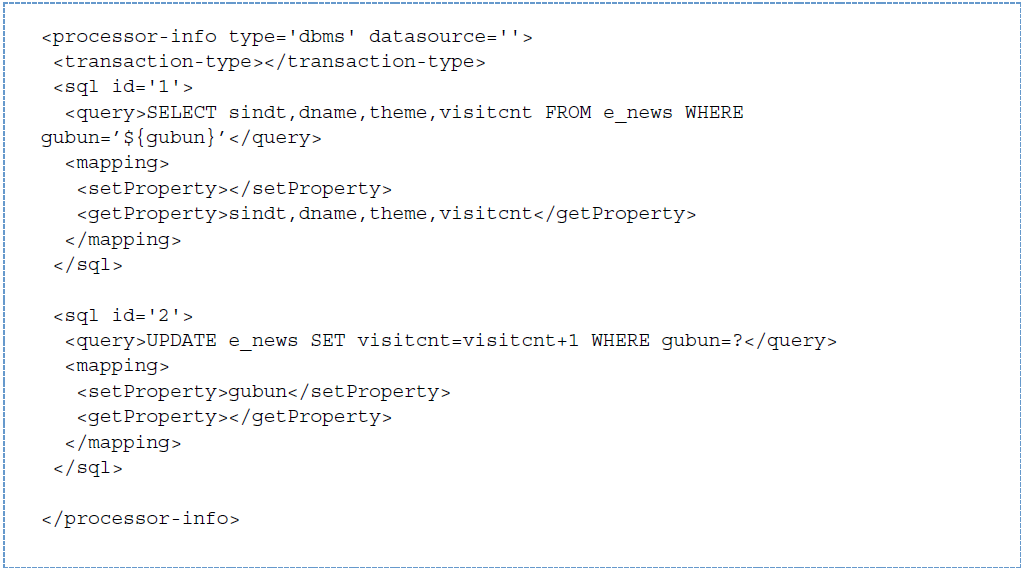 <processor-info type='dbms' datasource=''>
<transaction-type></transaction-type>
<sql id='1'>
<query>SELECT sindt,dname,theme,visitcnt FROM e_news WHERE
gubun=’${gubun}’</query>
<mapping>
<setProperty></setProperty>
<getProperty>sindt,dname,theme,visitcnt</getProperty>
</mapping>
</sql>
<sql id='2'>
<query>UPDATE e_news SET visitcnt=visitcnt+1 WHERE gubun=?</query>
<mapping>
<setProperty>gubun</setProperty>
<getProperty></getProperty>
</mapping>
</sql>
</processor-info>